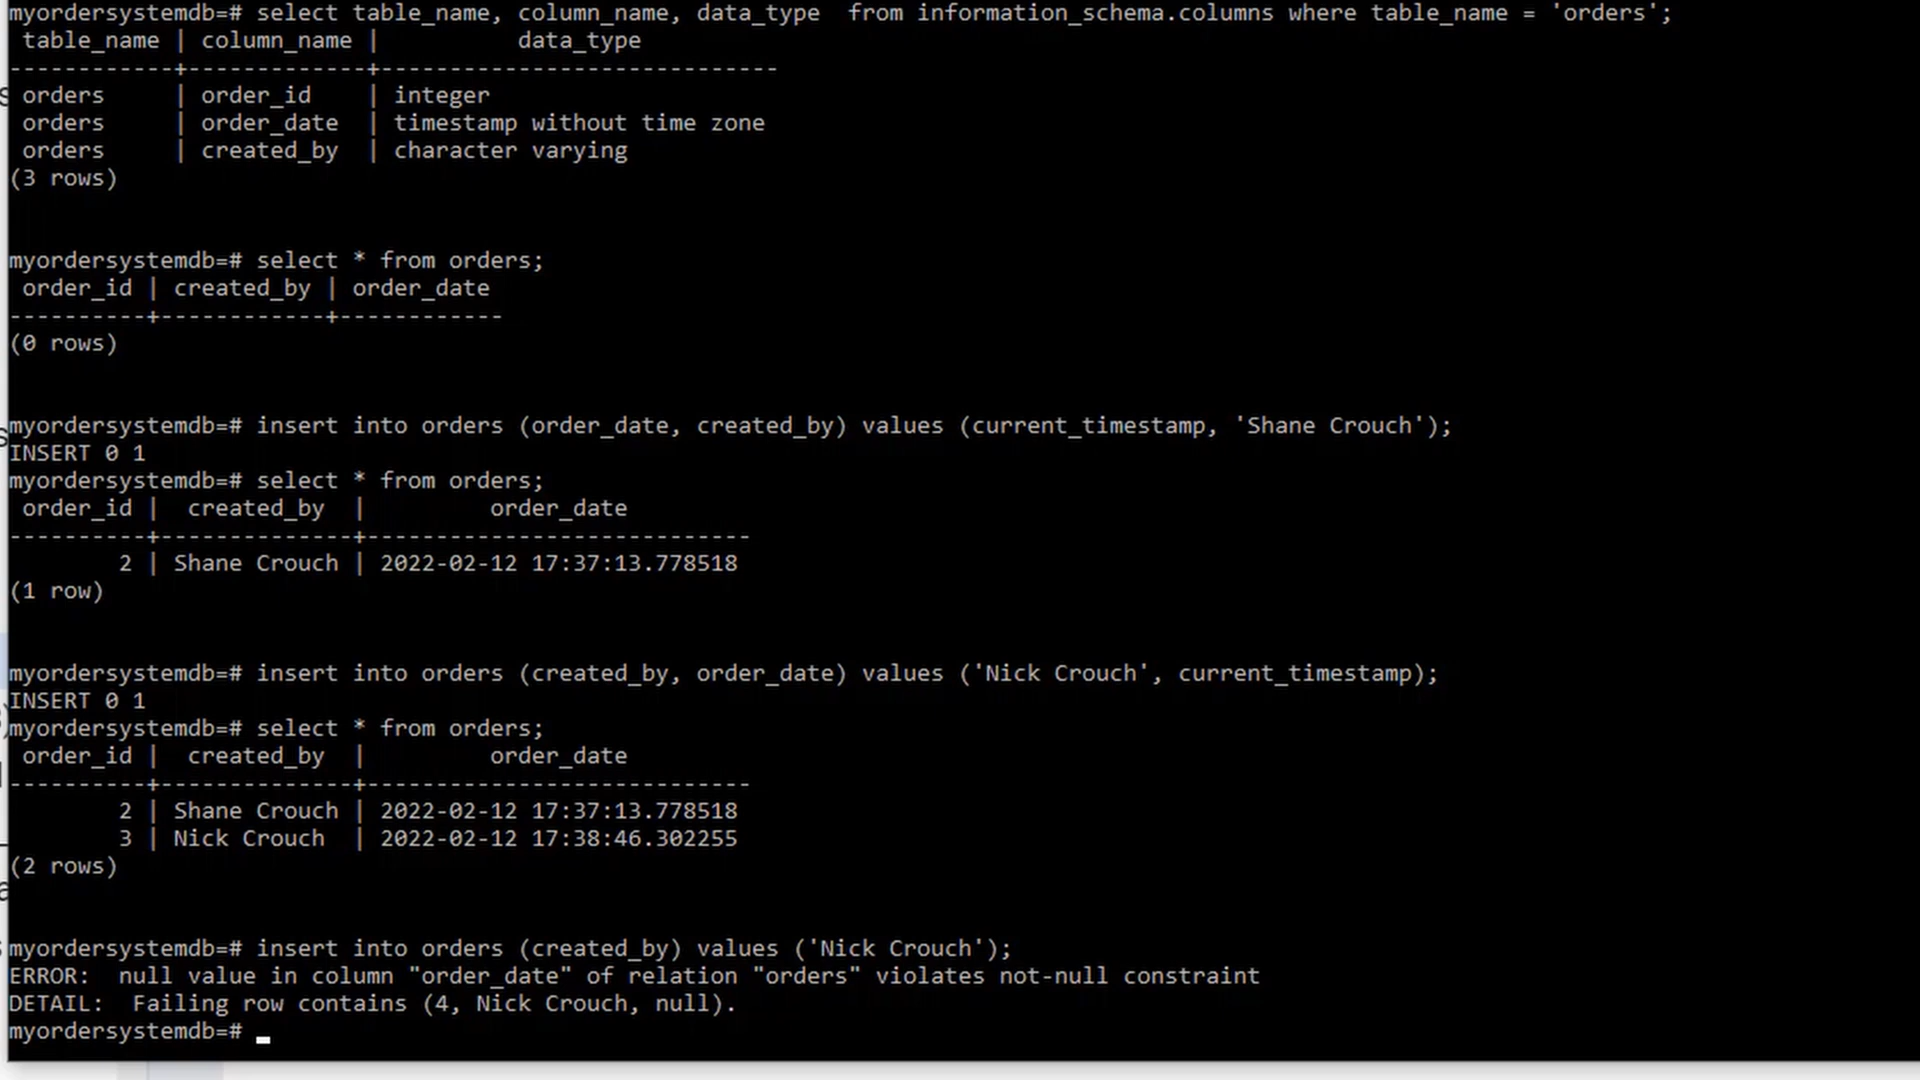 myordersystemdb=# select table_name, column_name, data_type  from information_schema.columns where table_name = 'orders';
 table_name | column_name |          data_type
------------+-------------+-----------------------------
 orders     | order_id    | integer
 orders     | order_date  | timestamp without time zone
 orders     | created_by  | character varying
(3 rows)
myordersystemdb=# select * from orders;
 order_id | created_by | order_date
----------+------------+------------
(0 rows)
myordersystemdb=# insert into orders (order_date, created_by) values (current_timestamp, 'Shane Crouch');
INSERT 0 1
myordersystemdb=# select * from orders;
 order_id |  created_by  |         order_date
----------+--------------+----------------------------
        2 | Shane Crouch | 2022-02-12 17:37:13.778518
(1 row)
myordersystemdb=# insert into orders (created_by, order_date) values ('Nick Crouch', current_timestamp);
INSERT 0 1
myordersystemdb=# select * from orders;
 order_id |  created_by  |         order_date
----------+--------------+----------------------------
        2 | Shane Crouch | 2022-02-12 17:37:13.778518
        3 | Nick Crouch  | 2022-02-12 17:38:46.302255
(2 rows)
myordersystemdb=# insert into orders (created_by) values ('Nick Crouch');
ERROR:  null value in column "order_date" of relation "orders" violates not-null constraint
DETAIL:  Failing row contains (4, Nick Crouch, null).
myordersystemdb=#